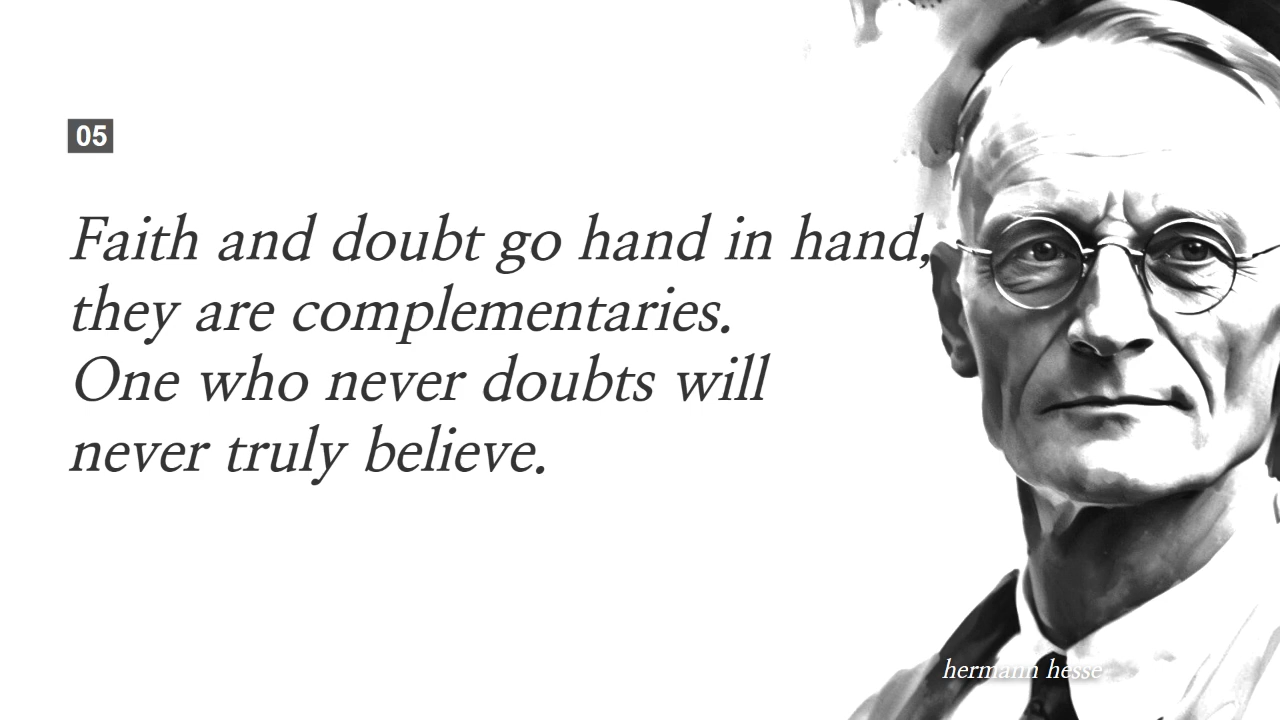 05
Faith and doubt go hand in hand,
they are complementaries.
One who never doubts will
never truly believe.
hermann hesse